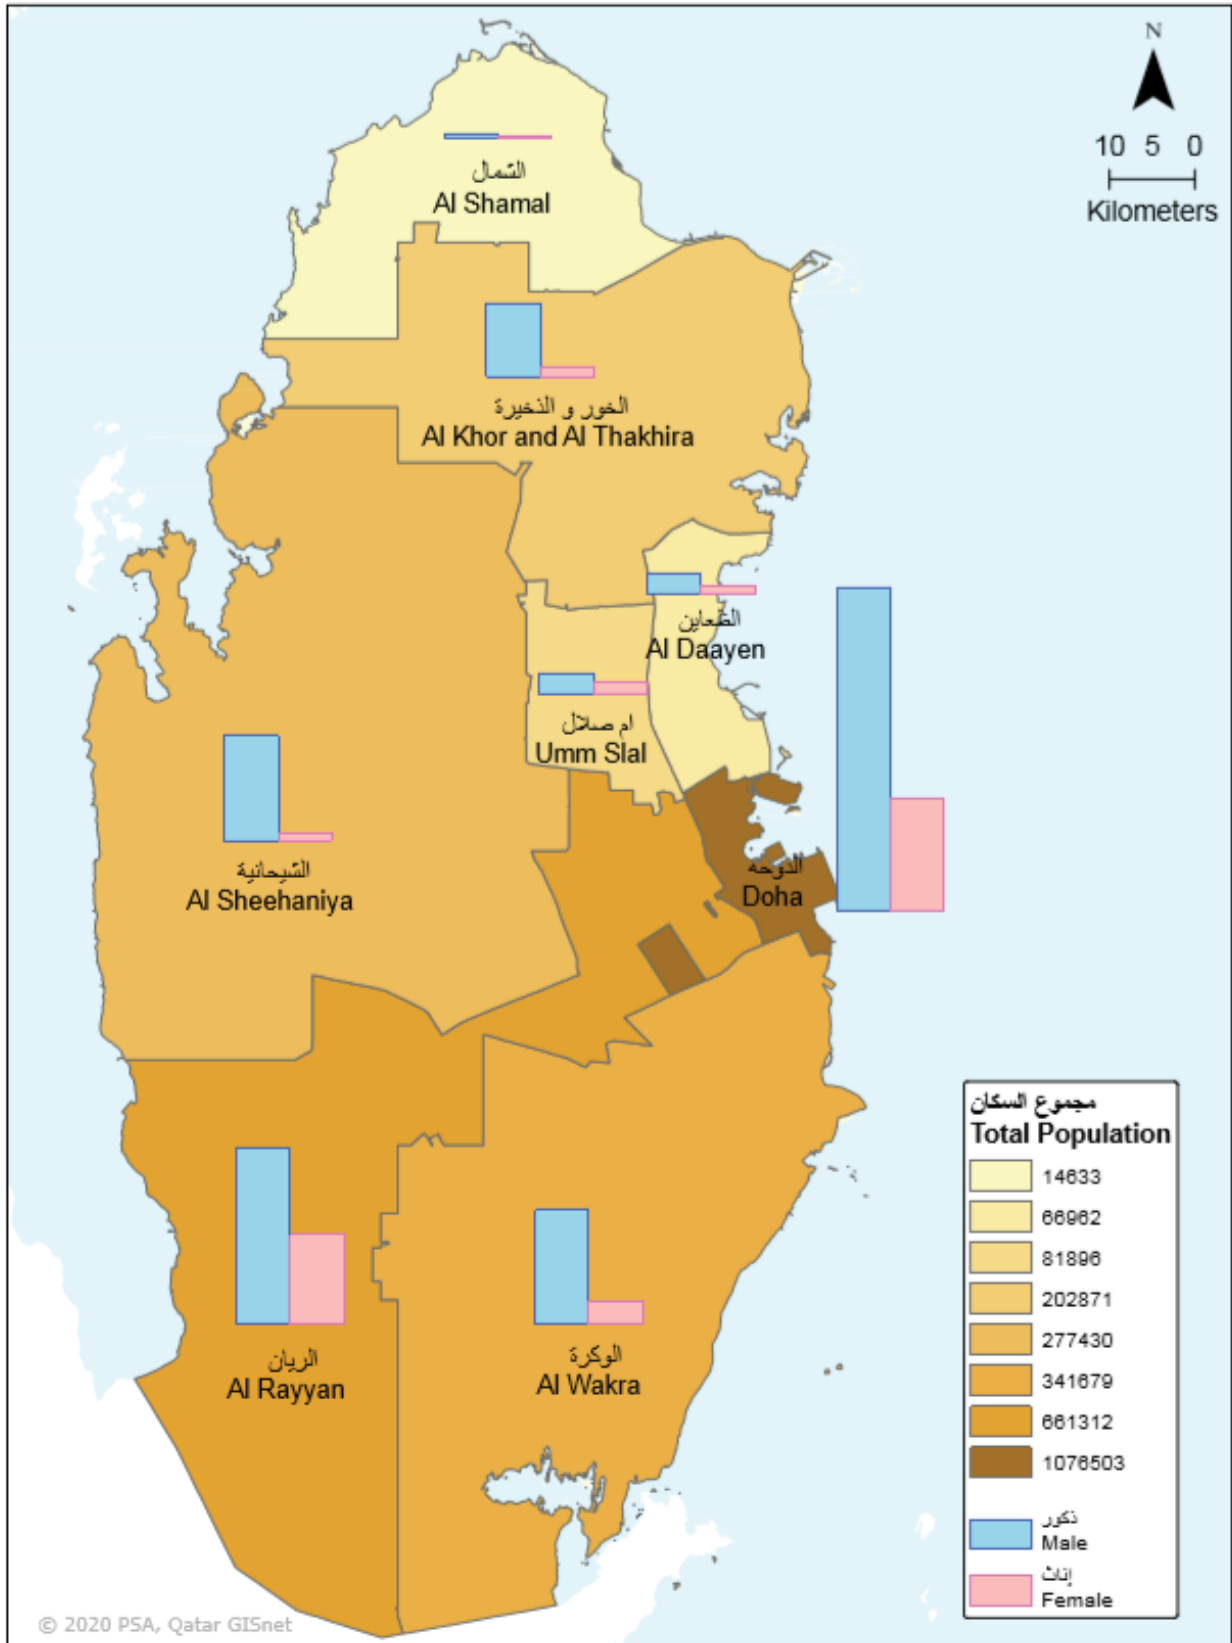 N
10 5 0
Kilometers
الشمال
Al Shamal
الخور و الذخيرة
Al Khor and Al Thakhira
الضعاين
Al Daayen
ام صلال
Umm Slal
الشيحانية
Al Sheehaniya
الدوحة
Doha
الريان
Al Rayyan
الوكرة
Al Wakra
مجموع السكان
Total Population
14633
66962
81896
202871
277430
341679
661312
1076503
ذكور
Male
إناث
Female
© 2020 PSA, Qatar GISnet